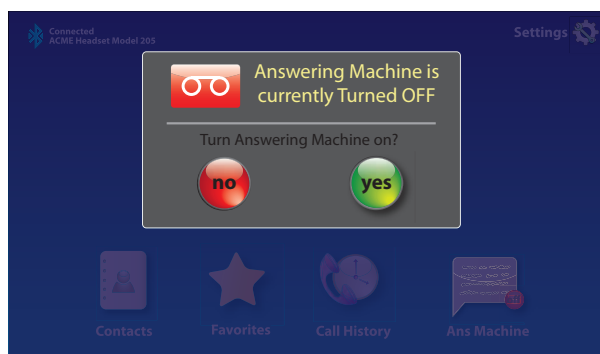 Connected
ACME Headset Model 205
Settings
Answering Machine is
currently Turned OFF
Turn Answering Machine on?
no
yes
Contacts
Favorites
Call History
Ans Machine